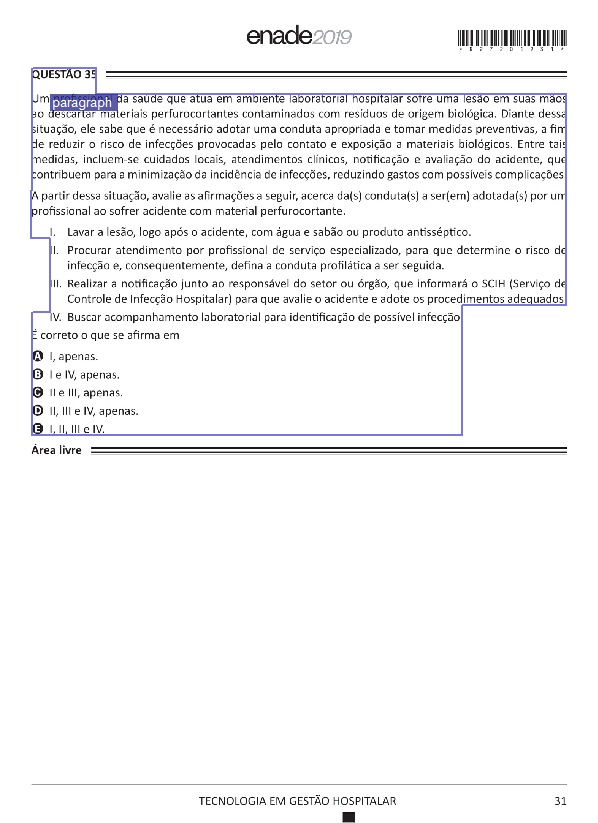 enade2019
QUESTÃO 35
Um paragraph da saúde que atua em ambiente laboratorial hospitalar sofre uma lesão em suas mãos
ao descartar materiais perfurocortantes contaminados com resíduos de origem biológica. Diante dessa
situação, ele sabe que é necessário adotar uma conduta apropriada e tomar medidas preventivas, a fim
de reduzir o risco de infecções provocadas pelo contato e exposição a materiais biológicos. Entre tais
medidas, incluem-se cuidados locais, atendimentos clínicos, notificação e avaliação do acidente, que
contribuem para a minimização da incidência de infecções, reduzindo gastos com possíveis complicações.
A partir dessa situação, avalie as afirmações a seguir, acerca da(s) conduta(s) a ser(em) adotada(s) por um
profissional ao sofrer acidente com material perfurocortante.
I. Lavar a lesão, logo após o acidente, com água e sabão ou produto antisséptico.
II. Procurar atendimento por profissional de serviço especializado, para que determine o risco de
infecção e, consequentemente, defina a conduta profilática a ser seguida.
III. Realizar a notificação junto ao responsável do setor ou órgão, que informará o SCIH (Serviço de
Controle de Infecção Hospitalar) para que avalie o acidente e adote os procedimentos adequados.
IV. Buscar acompanhamento laboratorial para identificação de possível infecção.
É correto o que se afirma em
A I, apenas.
B I e IV, apenas.
C II e III, apenas.
D II, III e IV, apenas.
E I, II, III e IV.
Área livre
TECNOLOGIA EM GESTÃO HOSPITALAR 31